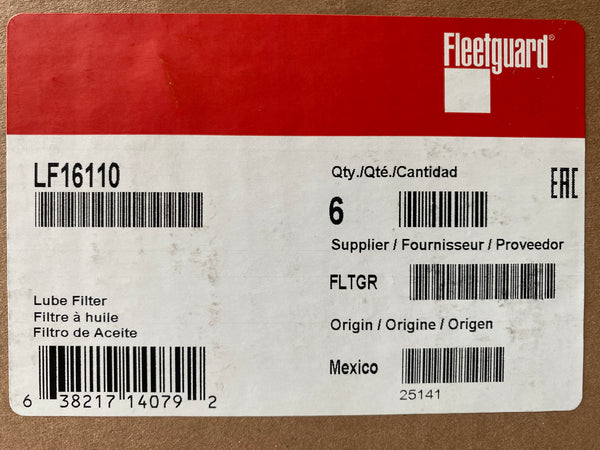 Fleetguard®
LF16110
Qty./Qté./Cantidad
6
EAC
Supplier / Fournisseur / Proveedor
FLTGR
Lube Filter
Filtre à huile
Filtro de Aceite
Origin / Origine / Origen
Mexico
25141
6 38217 14079 2